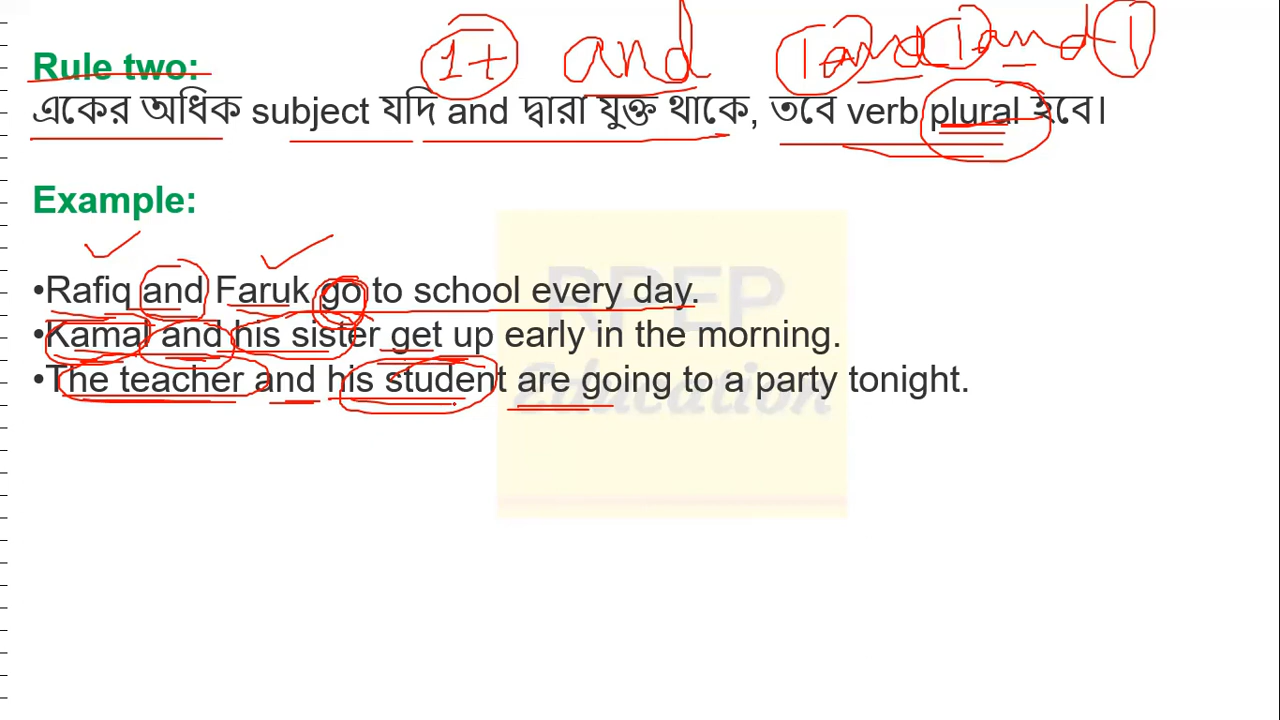 1+ and 1 and 1 and 1
Rule two:
একের অধিক subject যদি and দ্বারা যুক্ত থাকে, তবে verb plural হবে।
Example:
•Rafiq and Faruk go to school every day.
•Kamal and his sister get up early in the morning.
•The teacher and his student are going to a party tonight.
RPEP
Education